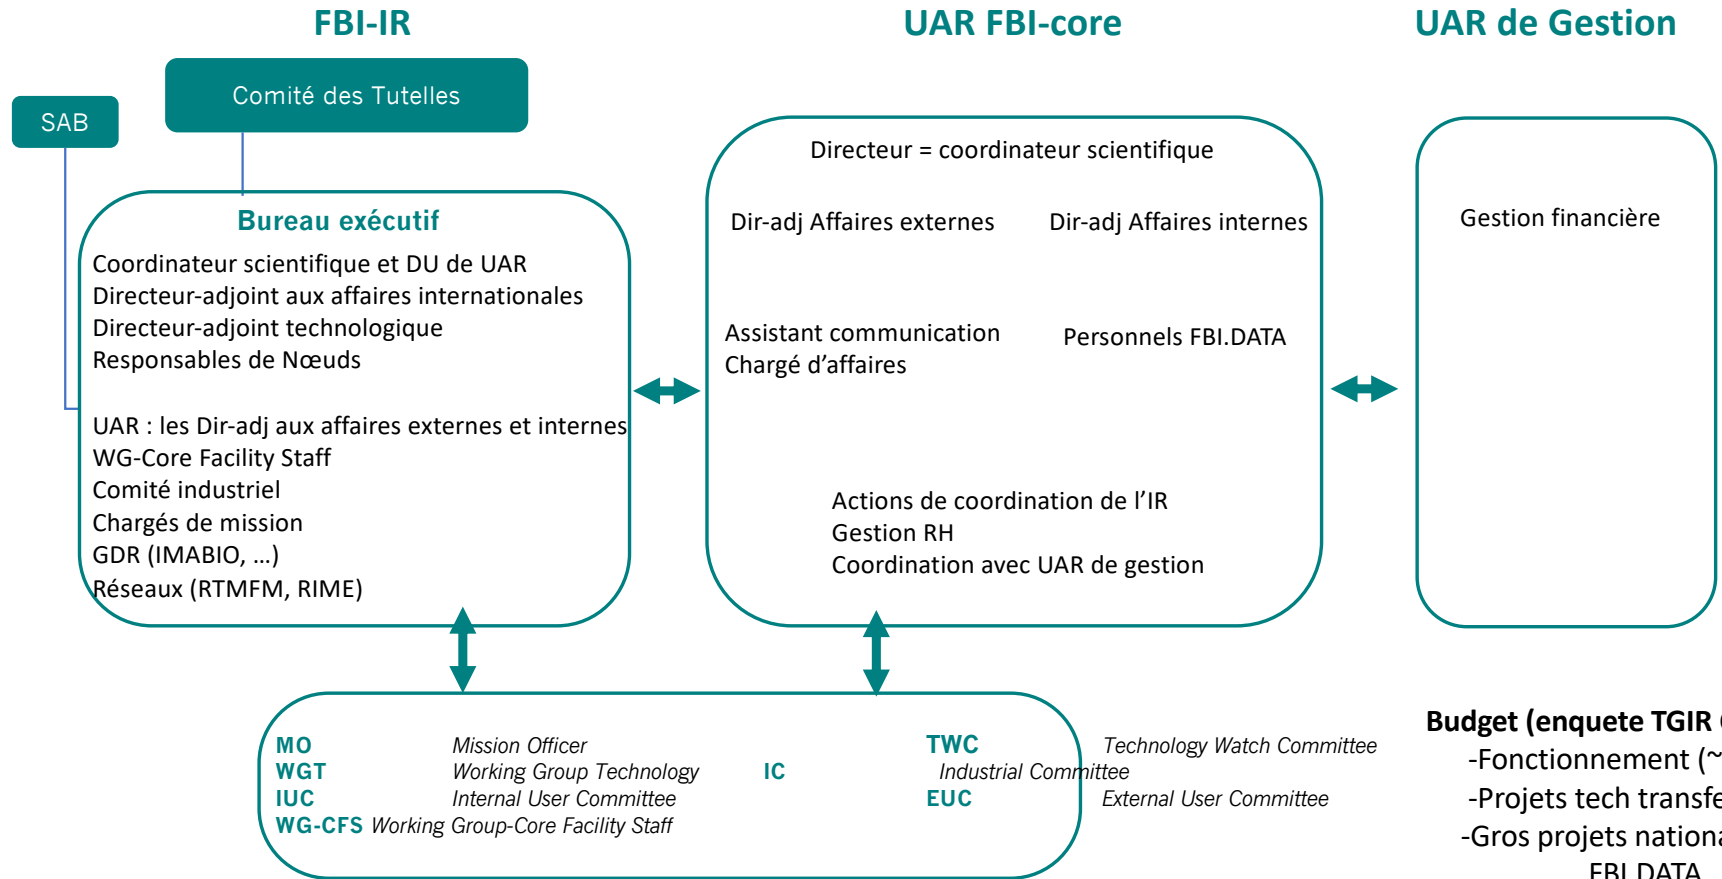 FBI-IR
UAR FBI-core
UAR de Gestion
Comité des Tutelles
SAB
Bureau exécutif
Coordinateur scientifique et DU de UAR
Directeur-adjoint aux affaires internationales
Directeur-adjoint technologique
Responsables de Nœuds
UAR : les Dir-adj aux affaires externes et internes
WG-Core Facility Staff
Comité industriel
Chargés de mission
GDR (IMABIO, …)
Réseaux (RTMFM, RIME)
Directeur = coordinateur scientifique
Dir-adj Affaires externes
Dir-adj Affaires internes
Assistant communication
Chargé d’affaires
Personnels FBI.DATA
Actions de coordination de l’IR
Gestion RH
Coordination avec UAR de gestion
Gestion financière
MO Mission Officer TWC Technology Watch Committee
WGT Working Group Technology IC Industrial Committee
IUC Internal User Committee EUC External User Committee
WG-CFS Working Group-Core Facility Staff
Budget (enquete TGIR
-Fonctionnement (~
-Projets tech transfe
-Gros projets nationa
FBI.DATA